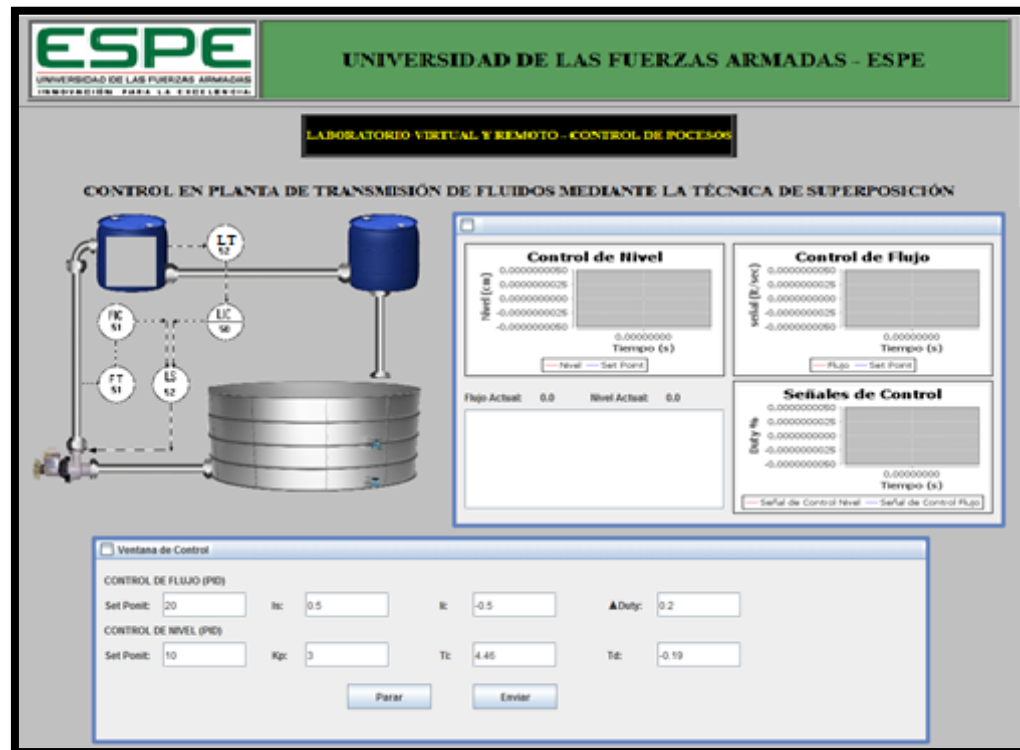 ESPE
UNIVERSIDAD DE LAS FUERZAS ARMADAS
INNOVACIÓN PARA LA EXCELENCIA
UNIVERSIDAD DE LAS FUERZAS ARMADAS - ESPE
LABORATORIO VIRTUAL Y REMOTO - CONTROL DE POCESOS
CONTROL EN PLANTA DE TRANSMISIÓN DE FLUIDOS MEDIANTE LA TÉCNICA DE SUPERPOSICIÓN
LT
52
FIC
51
LIC
50
FT
51
LS
52
Control de Nivel
Nivel (cm)
0.0000000050
0.0000000025
0.0000000000
-0.0000000025
-0.0000000050
0.00000000
Tiempo (s)
Nivel Set Point
Control de Flujo
señal (lt/sec)
0.0000000050
0.0000000025
0.0000000000
-0.0000000025
-0.0000000050
0.00000000
Tiempo (s)
Flujo Set Point
Flujo Actual: 0.0 Nivel Actual: 0.0
Señales de Control
Duty %
0.0000000050
0.0000000025
0.0000000000
-0.0000000025
-0.0000000050
0.00000000
Tiempo (s)
Señal de Control Nivel Señal de Control Flujo
Ventana de Control
CONTROL DE FLUJO (PID)
Set Ponit: 20 ls: 0.5 li: -0.5 ▲Duty: 0.2
CONTROL DE NIVEL (PID)
Set Ponit: 10 Kp: 3 Ti: 4.46 Td: -0.19
Parar Enviar